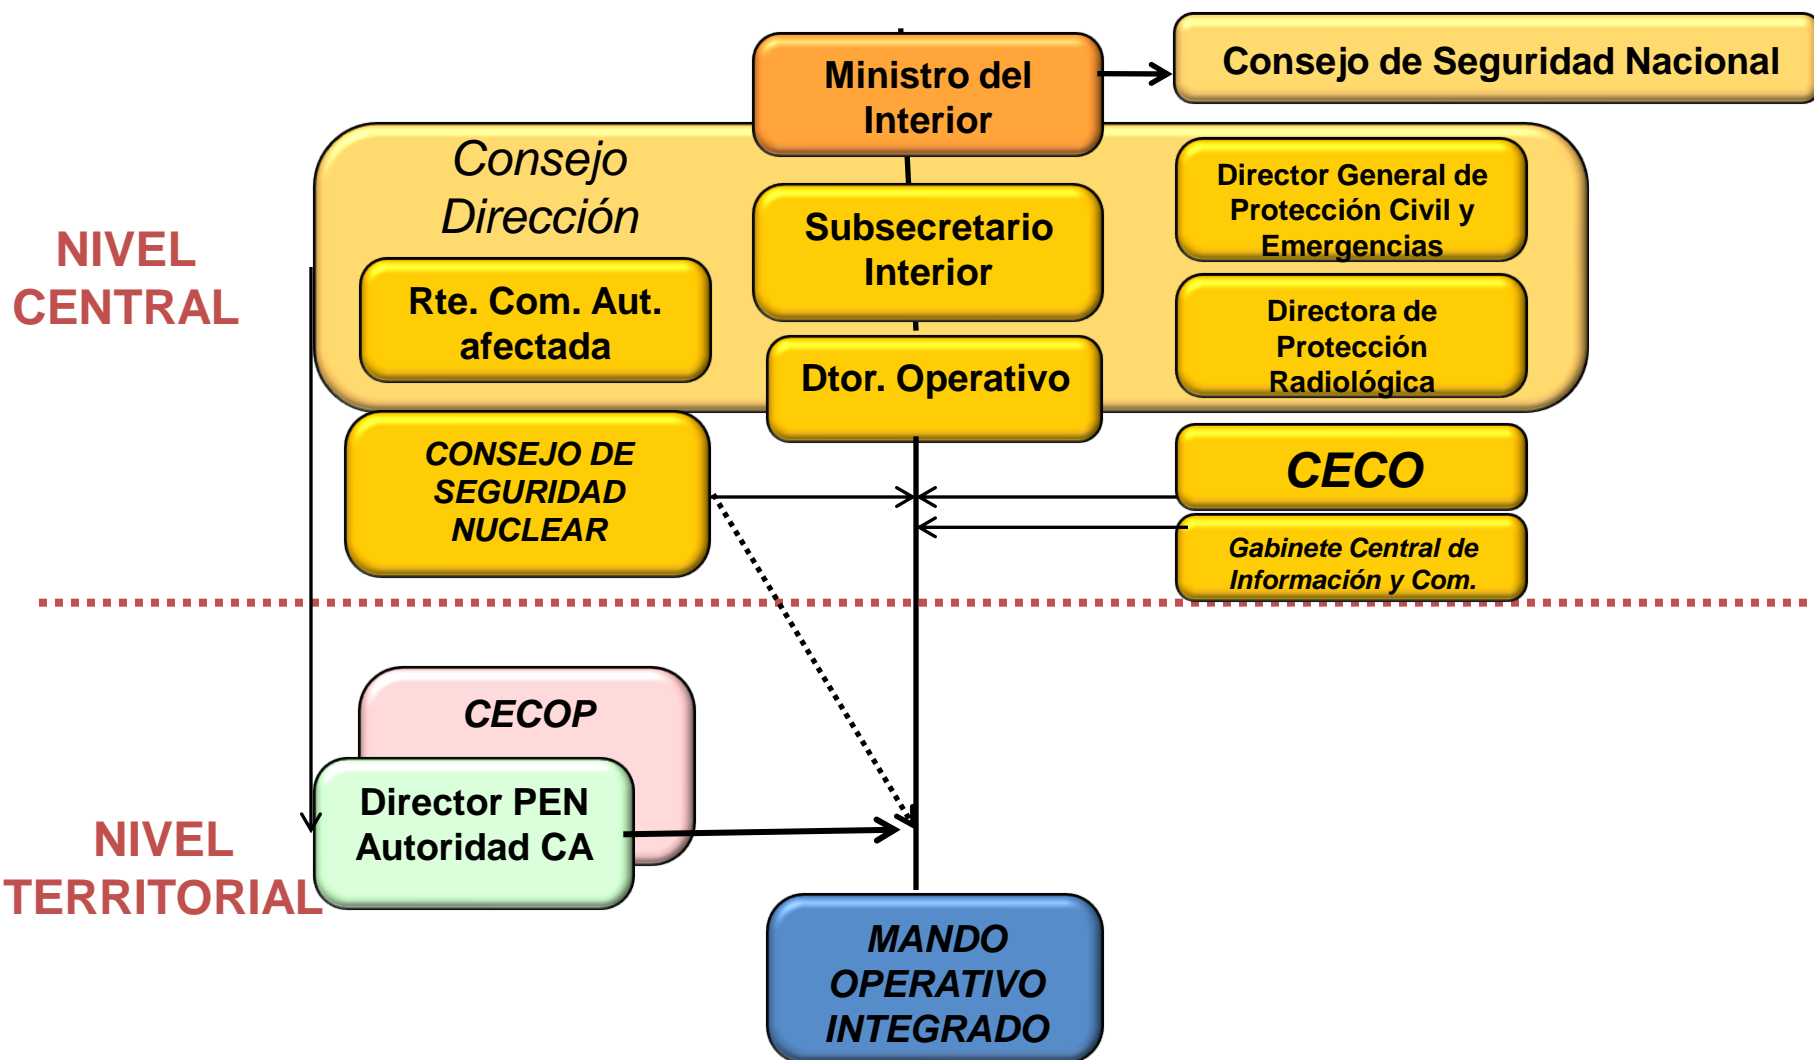 Ministro del
Interior
Consejo de Seguridad Nacional
Consejo
Dirección
Subsecretario
Interior
Director General de
Protección Civil y
Emergencias
NIVEL
CENTRAL
Rte. Com. Aut.
afectada
Dtor. Operativo
Directora de
Protección
Radiológica
CONSEJO DE
SEGURIDAD
NUCLEAR
CECO
Gabinete Central de
Información y Com.
CECOP
Director PEN
Autoridad CA
NIVEL
TERRITORIAL
MANDO
OPERATIVO
INTEGRADO